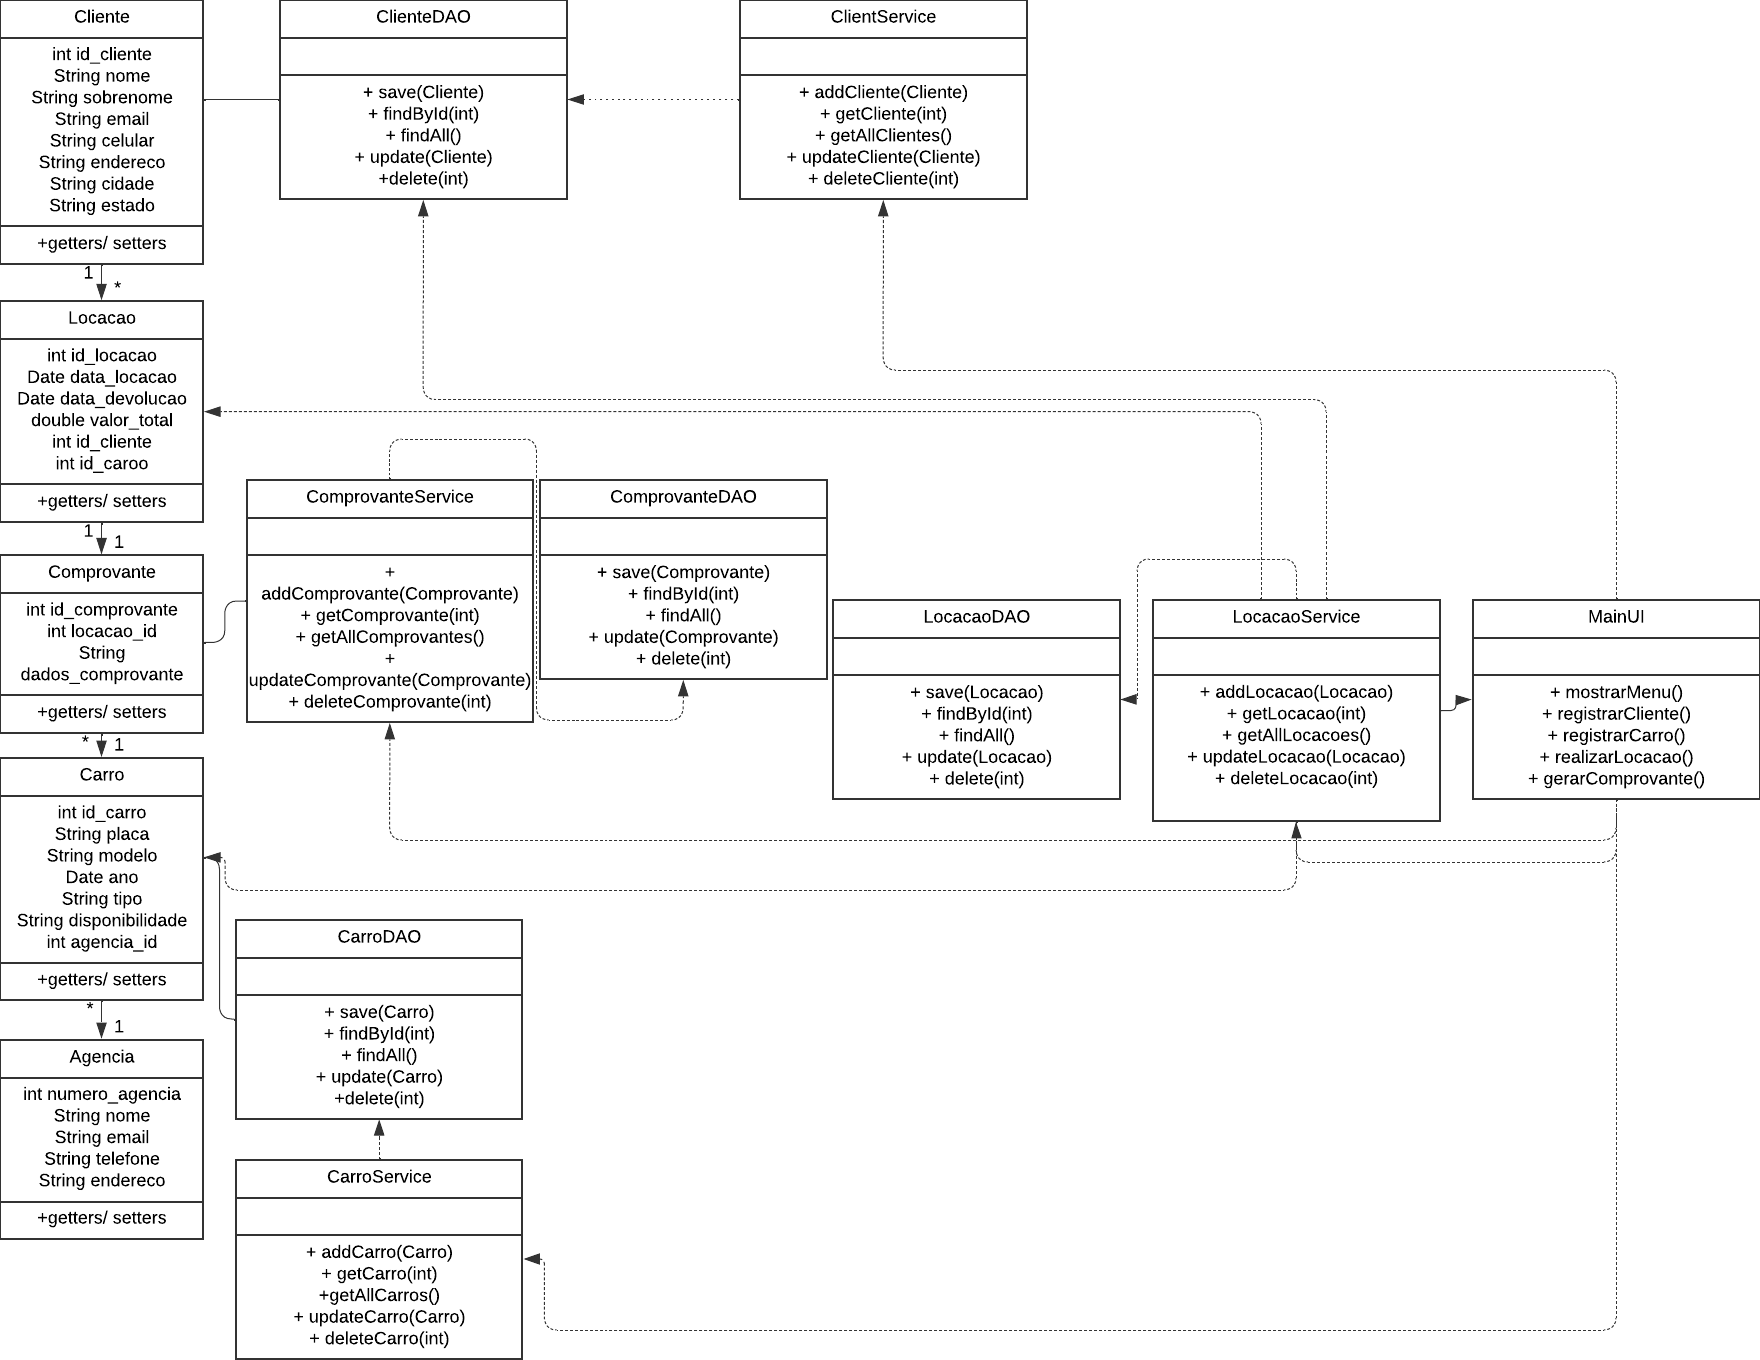 Cliente
int id_cliente
String nome
String sobrenome
String email
String celular
String endereco
String cidade
String estado
+getters/ setters
1
*
Locacao
int id_locacao
Date data_locacao
Date data_devolucao
double valor_total
int id_cliente
int id_caroo
+getters/ setters
1
1
Comprovante
int id_comprovante
int locacao_id
String
dados_comprovante
+getters/ setters
*
1
Carro
int id_carro
String placa
String modelo
Date ano
String tipo
String disponibilidade
int agencia_id
+getters/ setters
*
1
Agencia
int numero_agencia
String nome
String email
String telefone
String endereco
+getters/ setters
ClienteDAO
+ save(Cliente)
+ findById(int)
+ findAll()
+ update(Cliente)
+delete(int)
ClientService
+ addCliente(Cliente)
+ getCliente(int)
+ getAllClientes()
+ updateCliente(Cliente)
+ deleteCliente(int)
ComprovanteService
+
addComprovante(Comprovante)
+ getComprovante(int)
+ getAllComprovantes()
+
updateComprovante(Comprovante)
+ deleteComprovante(int)
ComprovanteDAO
+ save(Comprovante)
+ findById(int)
+ findAll()
+ update(Comprovante)
+ delete(int)
LocacaoDAO
+ save(Locacao)
+ findById(int)
+ findAll()
+ update(Locacao)
+ delete(int)
LocacaoService
+ addLocacao(Locacao)
+ getLocacao(int)
+ getAllLocacoes()
+ updateLocacao(Locacao)
+ deleteLocacao(int)
MainUI
+ mostrarMenu()
+ registrarCliente()
+ registrarCarro()
+ realizarLocacao()
+ gerarComprovante()
CarroDAO
+ save(Carro)
+ findById(int)
+ findAll()
+ update(Carro)
+delete(int)
CarroService
+ addCarro(Carro)
+ getCarro(int)
+getAllCarros()
+ updateCarro(Carro)
+ deleteCarro(int)